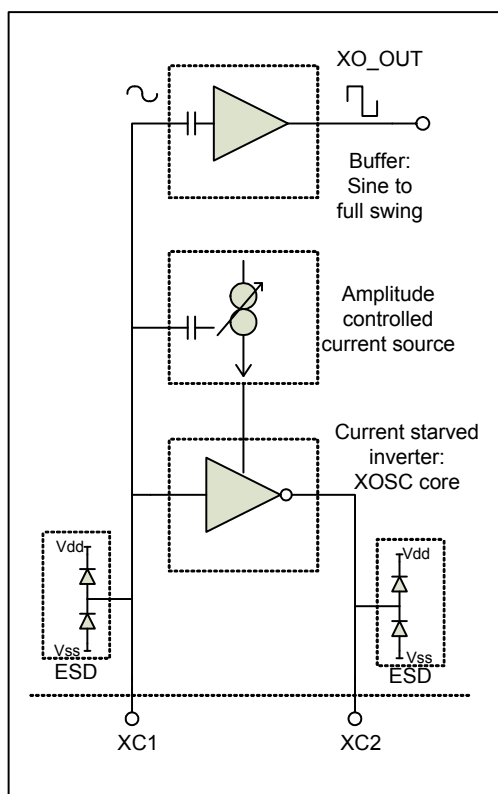 XO_OUT
Buffer:
Sine to
full swing
Amplitude
controlled
current source
Current starved
inverter:
XOSC core
Vdd
Vss
ESD
Vdd
Vss
ESD
XC1
XC2